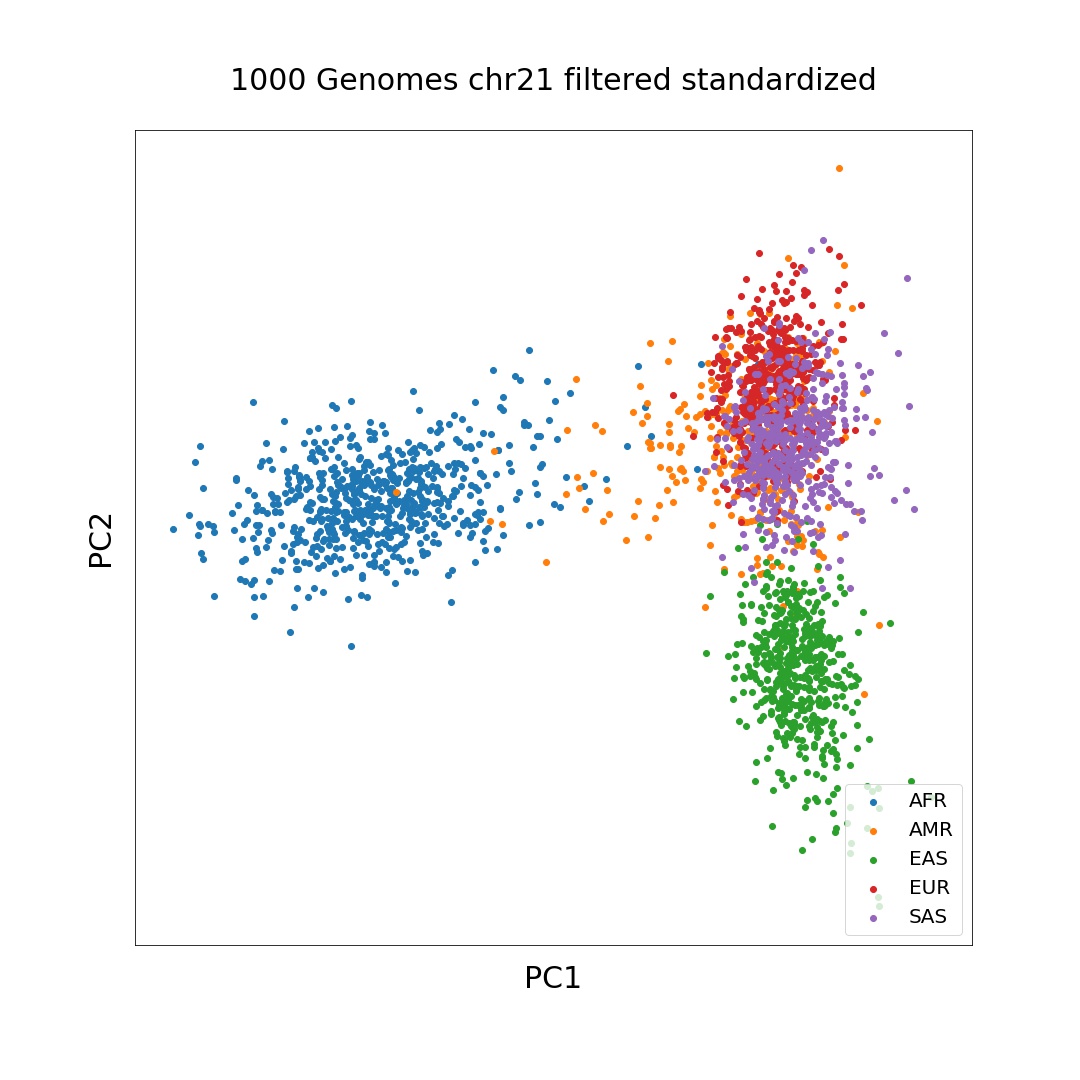 1000 Genomes chr21 filtered standardized
PC2
AFR
AMR
EAS
EUR
SAS
PC1